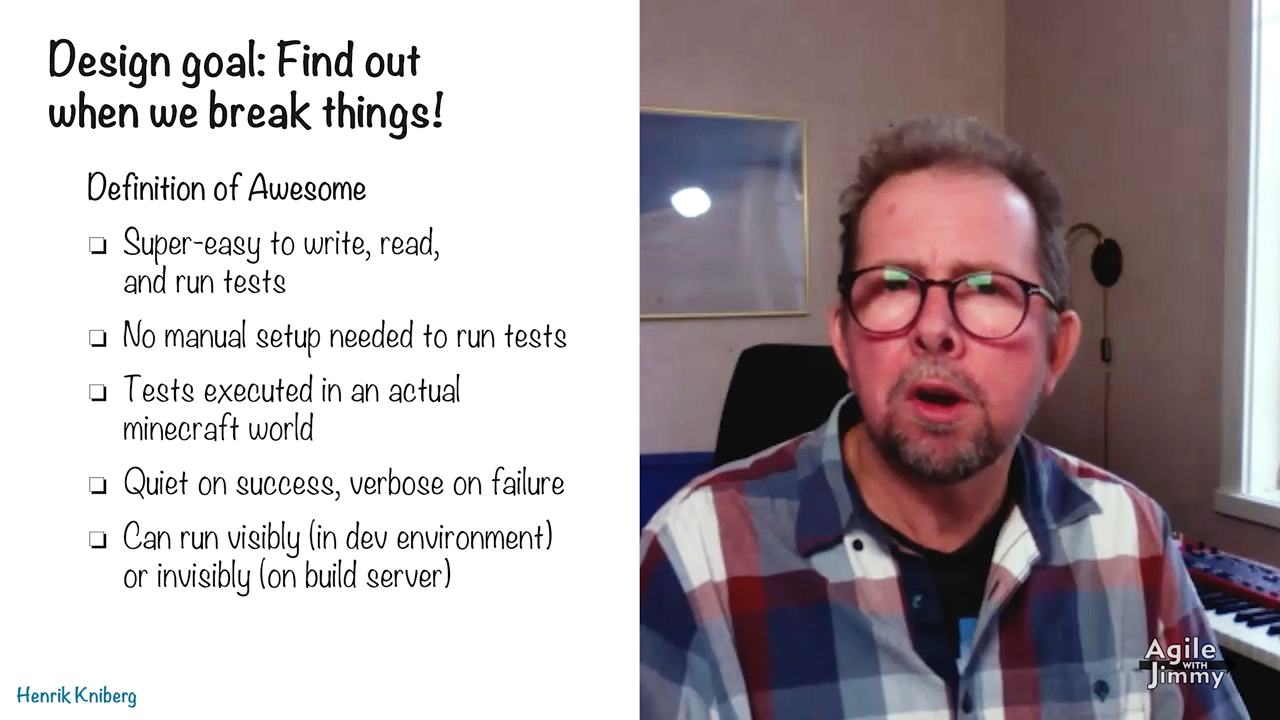 Design goal: Find out
when we break things!
Definition of Awesome
Super-easy to write, read,
and run tests
No manual setup needed to run tests
Tests executed in an actual
minecraft world
Quiet on success, verbose on failure
Can run visibly (in dev environment)
or invisibly (on build server)
Henrik Kniberg
Agile
WITH
Jimmy